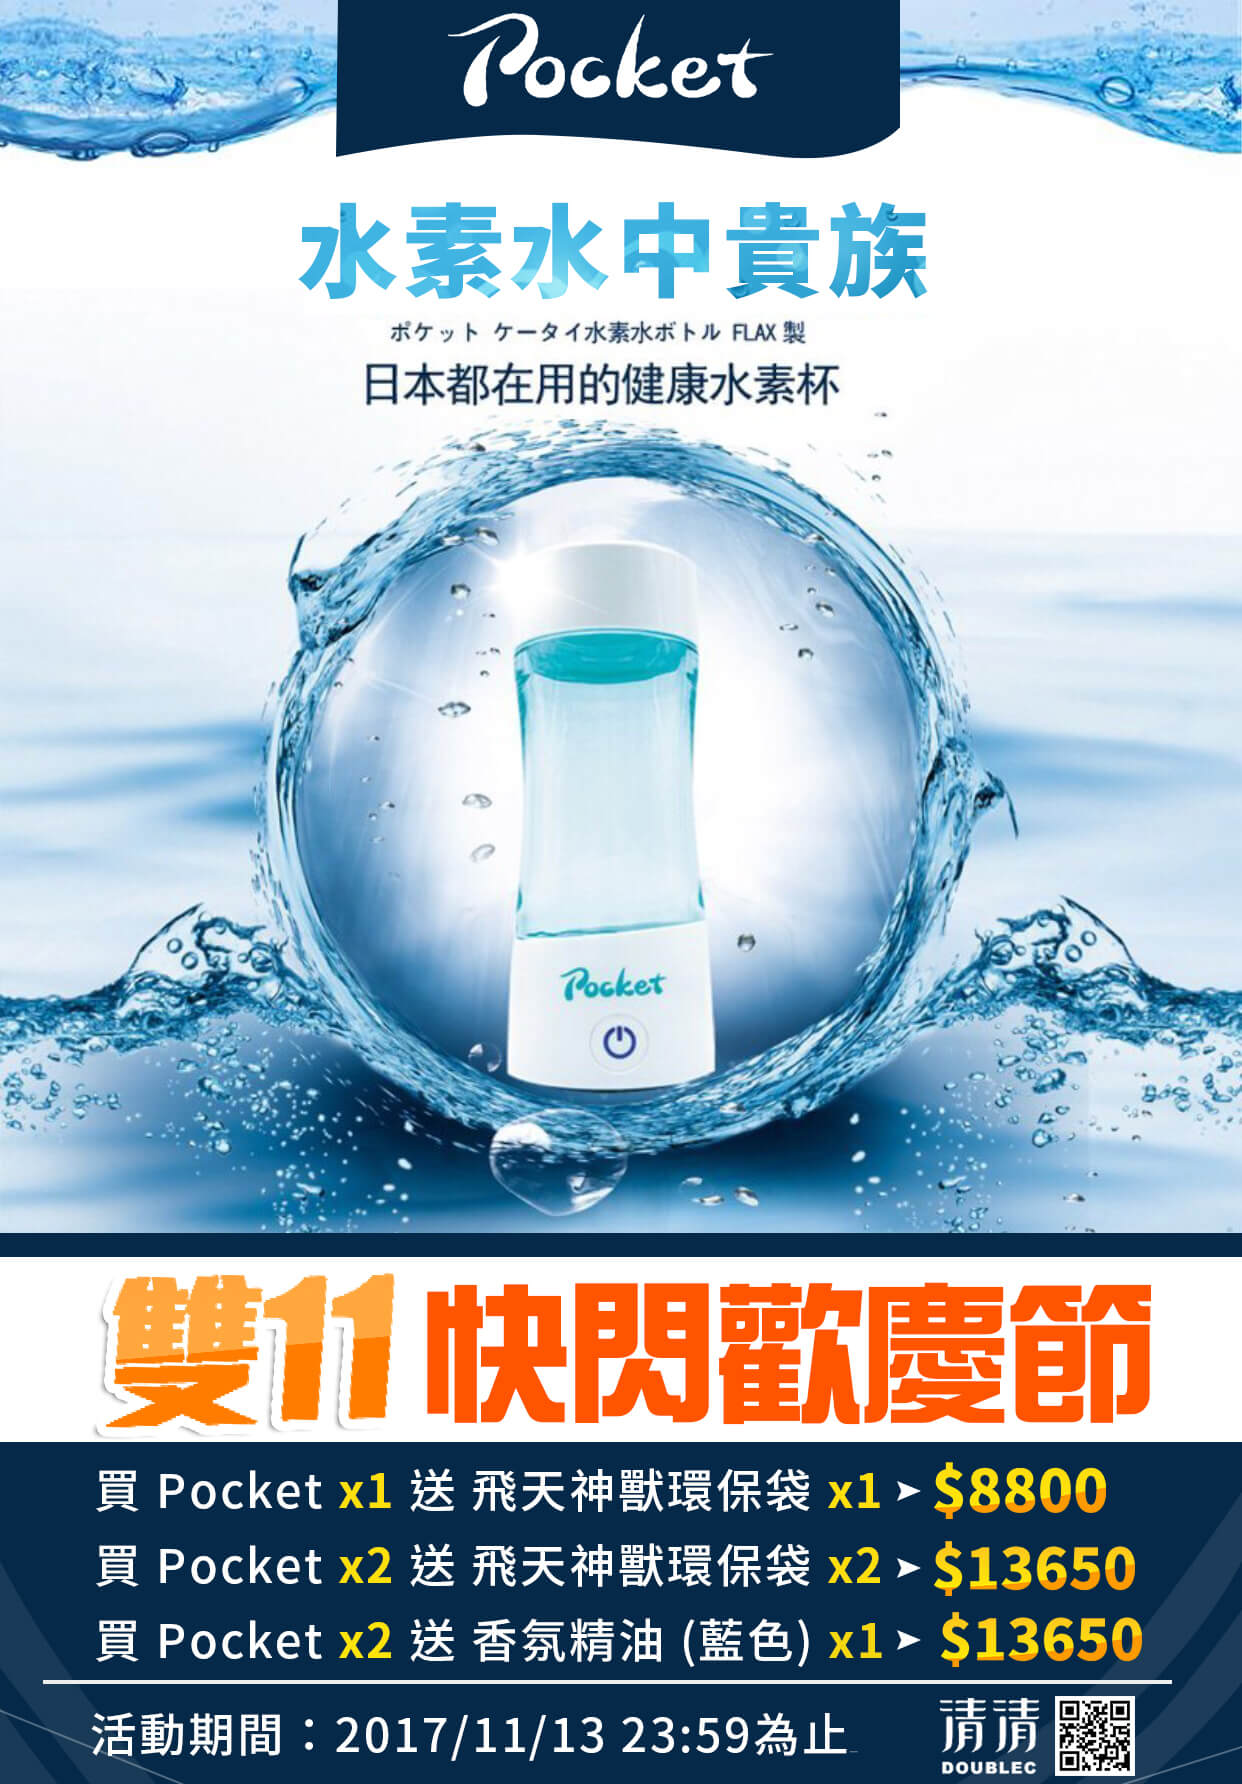 Pocket
水素水中貴族
ポケット ケータイ水素水ボトル FLAX 製
日本都在用的健康水素杯
Pocket
雙11 快閃歡慶節
買 Pocket x1 送 飛天神獸環保袋 x1 ➤ $8800
買 Pocket x2 送 飛天神獸環保袋 x2 ➤ $13650
買 Pocket x2 送 香氛精油 (藍色) x1 ➤ $13650
活動期間：2017/11/13 23:59為止
清清
DOUBLEC